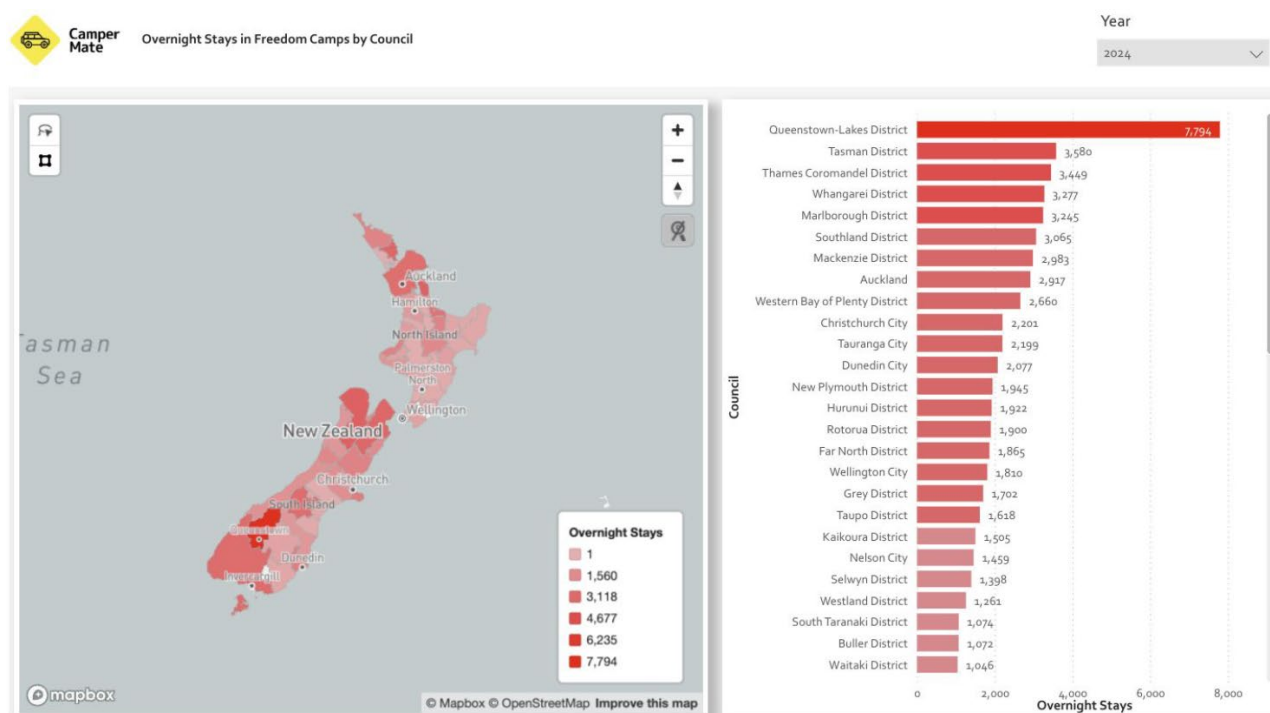 Camper
Mate
Overnight Stays in Freedom Camps by Council
Year
2024
Tasman
Sea
Auckland
Hamilton
North Island
Palmerston
North
Wellington
New Zealand
Christchurch
South Island
Queenstown
Dunedin
Invercargill
Overnight Stays
1
1,560
3,118
4,677
6,235
7,794
mapbox
© Mapbox © OpenStreetMap Improve this map
Council
Queenstown-Lakes District 7,794
Tasman District 3,580
Thames Coromandel District 3,449
Whangarei District 3,277
Marlborough District 3,245
Southland District 3,065
Mackenzie District 2,983
Auckland 2,917
Western Bay of Plenty District 2,660
Christchurch City 2,201
Tauranga City 2,199
Dunedin City 2,077
New Plymouth District 1,945
Hurunui District 1,922
Rotorua District 1,900
Far North District 1,865
Wellington City 1,810
Grey District 1,702
Taupo District 1,618
Kaikoura District 1,505
Nelson City 1,459
Selwyn District 1,398
Westland District 1,261
South Taranaki District 1,074
Buller District 1,072
Waitaki District 1,046
0 2,000 4,000 6,000 8,000
Overnight Stays